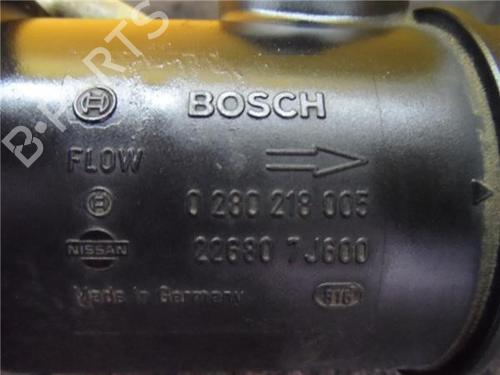 BOSCH
FLOW
0 280 218 005
NISSAN 22680 7J600
Made in Germany
B-PARTS